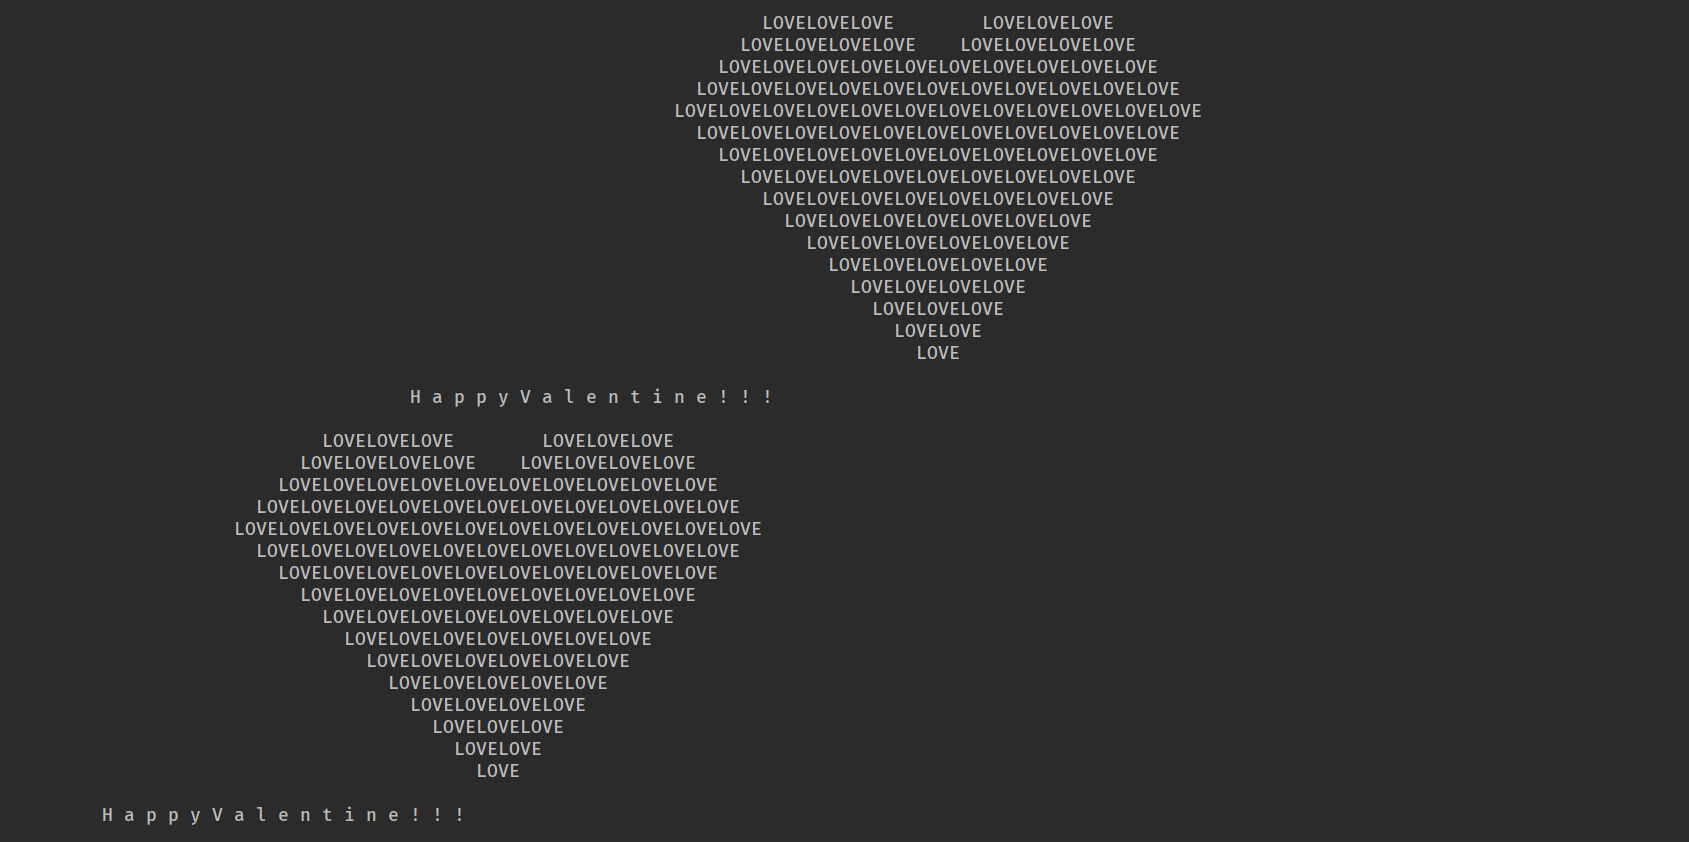 LOVELOVELOVE        LOVELOVELOVE
LOVELOVELOVELOVE    LOVELOVELOVELOVE
LOVELOVELOVELOVELOVELOVELOVELOVELOVELOVE
LOVELOVELOVELOVELOVELOVELOVELOVELOVELOVELOVE
LOVELOVELOVELOVELOVELOVELOVELOVELOVELOVELOVELOVE
LOVELOVELOVELOVELOVELOVELOVELOVELOVELOVELOVE
LOVELOVELOVELOVELOVELOVELOVELOVELOVELOVE
LOVELOVELOVELOVELOVELOVELOVELOVELOVE
LOVELOVELOVELOVELOVELOVELOVELOVE
LOVELOVELOVELOVELOVELOVELOVE
LOVELOVELOVELOVELOVELOVE
LOVELOVELOVELOVELOVE
LOVELOVELOVELOVE
LOVELOVELOVE
LOVELOVE
LOVE
H a p p y V a l e n t i n e ! ! !
LOVELOVELOVE        LOVELOVELOVE
LOVELOVELOVELOVE    LOVELOVELOVELOVE
LOVELOVELOVELOVELOVELOVELOVELOVELOVELOVE
LOVELOVELOVELOVELOVELOVELOVELOVELOVELOVELOVE
LOVELOVELOVELOVELOVELOVELOVELOVELOVELOVELOVELOVE
LOVELOVELOVELOVELOVELOVELOVELOVELOVELOVELOVE
LOVELOVELOVELOVELOVELOVELOVELOVELOVELOVE
LOVELOVELOVELOVELOVELOVELOVELOVELOVE
LOVELOVELOVELOVELOVELOVELOVELOVE
LOVELOVELOVELOVELOVELOVELOVE
LOVELOVELOVELOVELOVELOVE
LOVELOVELOVELOVELOVE
LOVELOVELOVELOVE
LOVELOVELOVE
LOVELOVE
LOVE
H a p p y V a l e n t i n e ! ! !